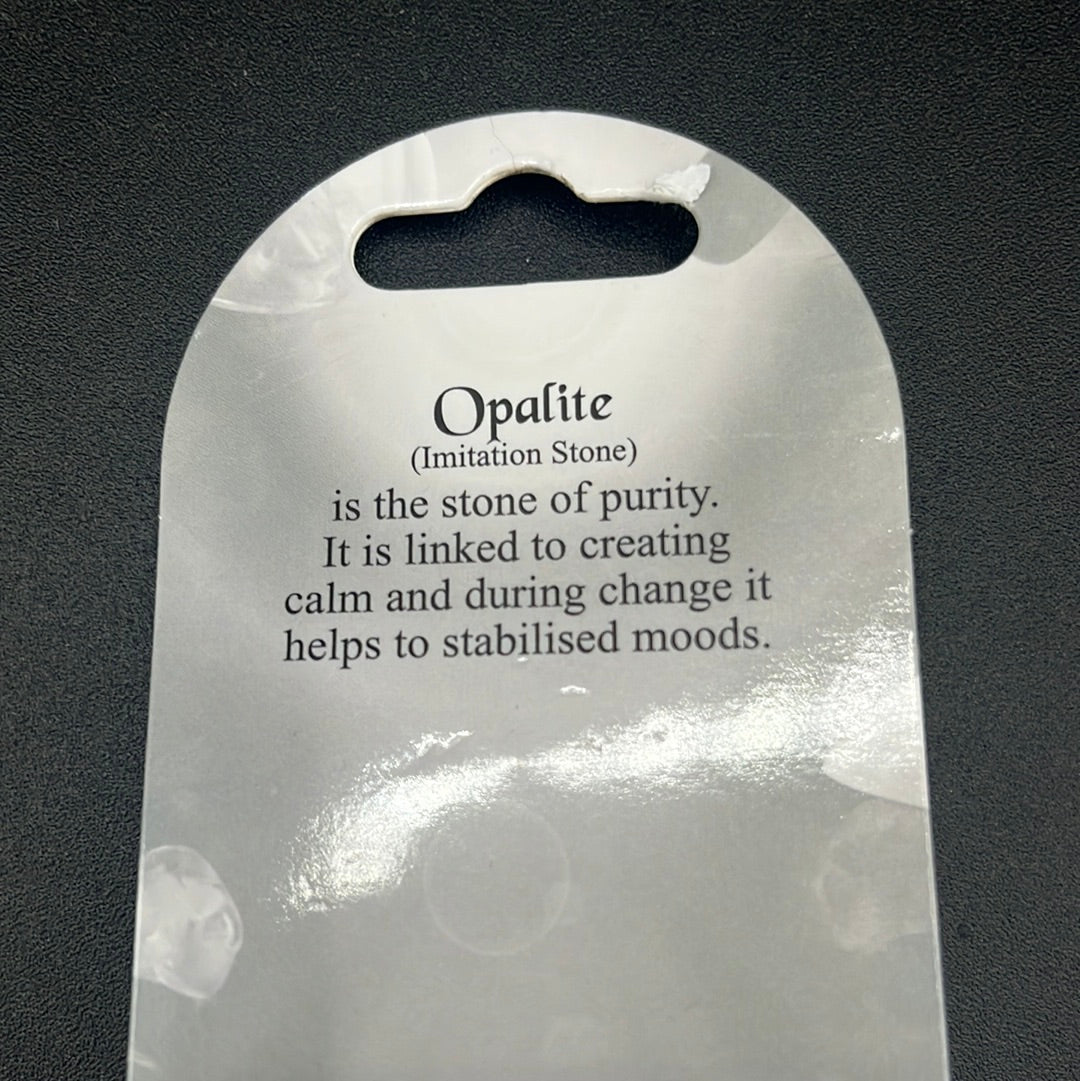 Opalite
(Imitation Stone)
is the stone of purity.
It is linked to creating
calm and during change it
helps to stabilised moods.